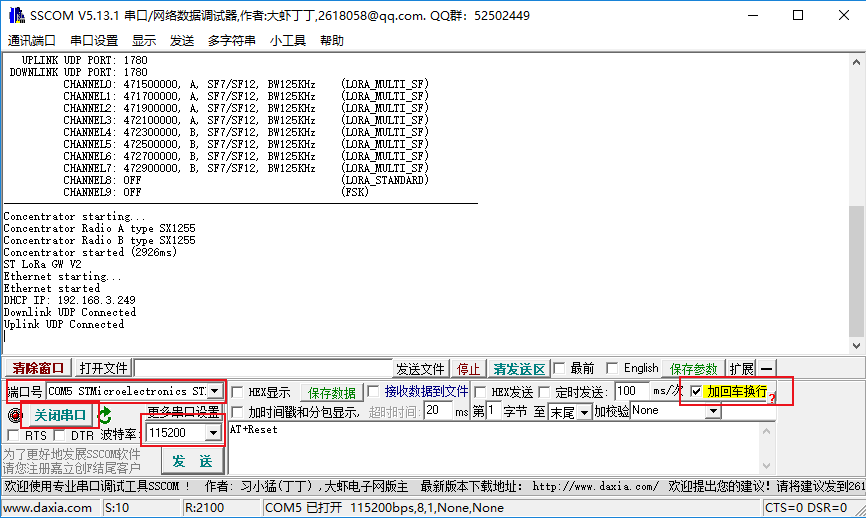 SSCOM V5.13.1 串口/网络数据调试器,作者:大虾丁丁,2618058@qq.com. QQ群：52502449
通讯端口 串口设置 显示 发送 多字符串 小工具 帮助
UPLINK UDP PORT: 1780
DOWNLINK UDP PORT: 1780
CHANNEL0: 471500000, A, SF7/SF12, BW125KHz (LORA_MULTI_SF)
CHANNEL1: 471700000, A, SF7/SF12, BW125KHz (LORA_MULTI_SF)
CHANNEL2: 471900000, A, SF7/SF12, BW125KHz (LORA_MULTI_SF)
CHANNEL3: 472100000, A, SF7/SF12, BW125KHz (LORA_MULTI_SF)
CHANNEL4: 472300000, B, SF7/SF12, BW125KHz (LORA_MULTI_SF)
CHANNEL5: 472500000, B, SF7/SF12, BW125KHz (LORA_MULTI_SF)
CHANNEL6: 472700000, B, SF7/SF12, BW125KHz (LORA_MULTI_SF)
CHANNEL7: 472900000, B, SF7/SF12, BW125KHz (LORA_MULTI_SF)
CHANNEL8: OFF (LORA_STANDARD)
CHANNEL9: OFF (FSK)
Concentrator starting...
Concentrator Radio A type SX1255
Concentrator Radio B type SX1255
Concentrator started (2926ms)
ST LoRa GW V2
Ethernet starting...
Ethernet started
DHCP IP: 192.168.3.249
Downlink UDP Connected
Uplink UDP Connected
清除窗口 打开文件 发送文件 停止 清发送区 最前 English 保存参数 扩展 —
端口号 COM5 STMicroelectronics ST HEX显示 保存数据 接收数据到文件 HEX发送 定时发送: 100 ms/次 加回车换行
关闭串口 更多串口设置 加时间戳和分包显示, 超时时间: 20 ms 第1 字节 至 末尾 加校验 None
RTS DTR 波特率: 115200 AT+Reset
为了更好地发展SSCOM软件
请您注册嘉立创F结尾客户 发 送
欢迎使用专业串口调试工具SSCOM ! 作者: 习小猛(丁丁) ,大虾电子网版主 最新版本下载地址: http://www.daxia.com/ 欢迎提出您的建议! 请将建议发到261
www.daxia.com S:10 R:2100 COM5 已打开 115200bps,8,1,None,None CTS=0 DSR=0